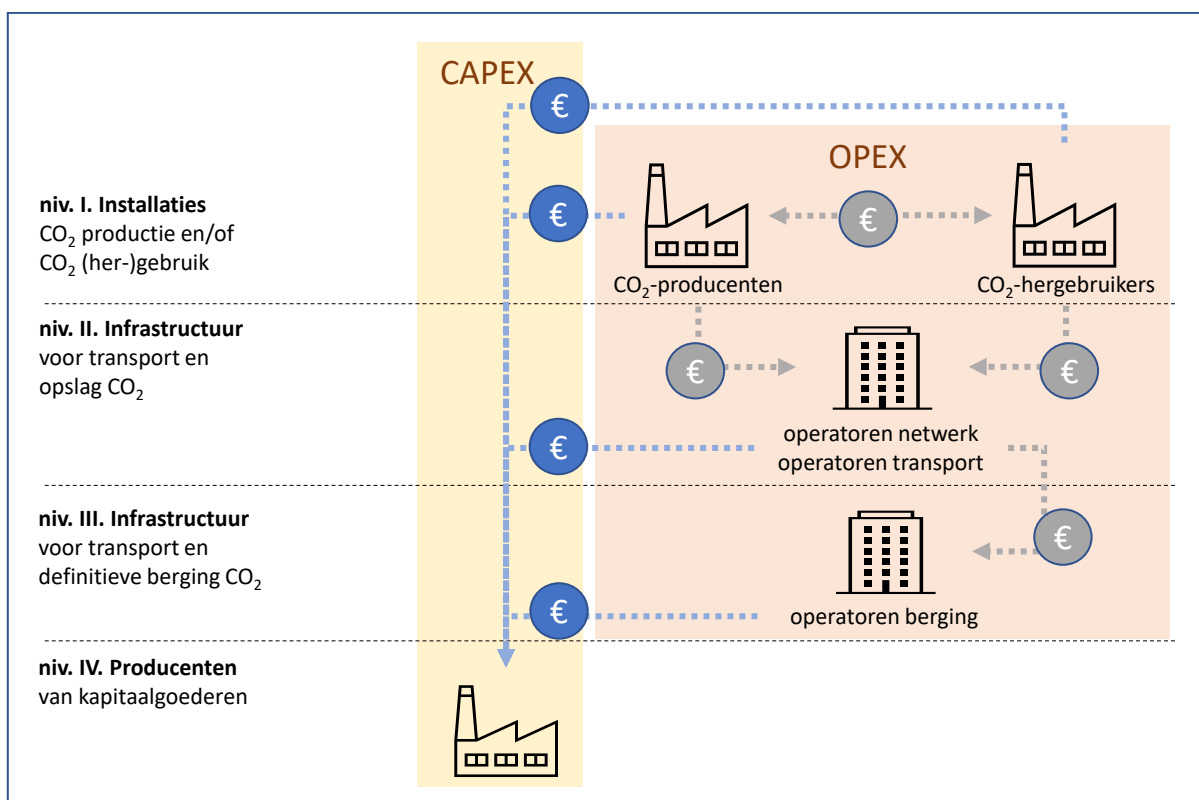 CAPEX
€
OPEX
niv. I. Installaties
CO₂ productie en/of
CO₂ (her-)gebruik
€
€
CO₂-producenten
CO₂-hergebruikers
niv. II. Infrastructuur
voor transport en
opslag CO₂
€
€
operatoren netwerk
operatoren transport
€
niv. III. Infrastructuur
voor transport en
definitieve berging CO₂
€
operatoren berging
€
niv. IV. Producenten
van kapitaalgoederen